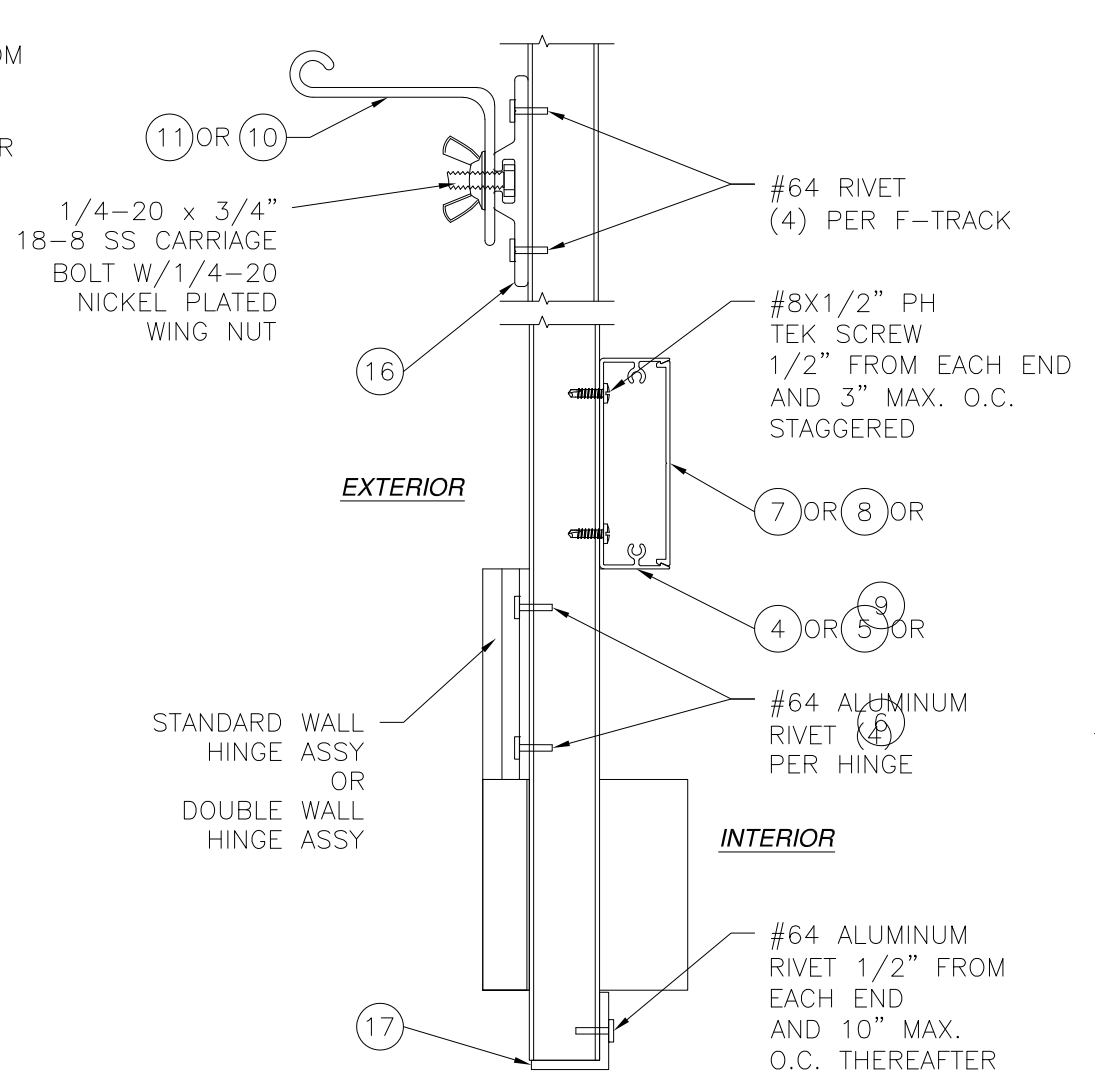 OM
R
11 OR 10
1/4-20 x 3/4"
18-8 SS CARRIAGE
BOLT W/1/4-20
NICKEL PLATED
WING NUT
#64 RIVET
(4) PER F-TRACK
16
#8X1/2" PH
TEK SCREW
1/2" FROM EACH END
AND 3" MAX. O.C.
STAGGERED
EXTERIOR
7 OR 8 OR
9
4 OR 5 OR
6
STANDARD WALL
HINGE ASSY
OR
DOUBLE WALL
HINGE ASSY
#64 ALUMINUM
RIVET (4)
PER HINGE
INTERIOR
#64 ALUMINUM
RIVET 1/2" FROM
EACH END
AND 10" MAX.
O.C. THEREAFTER
17